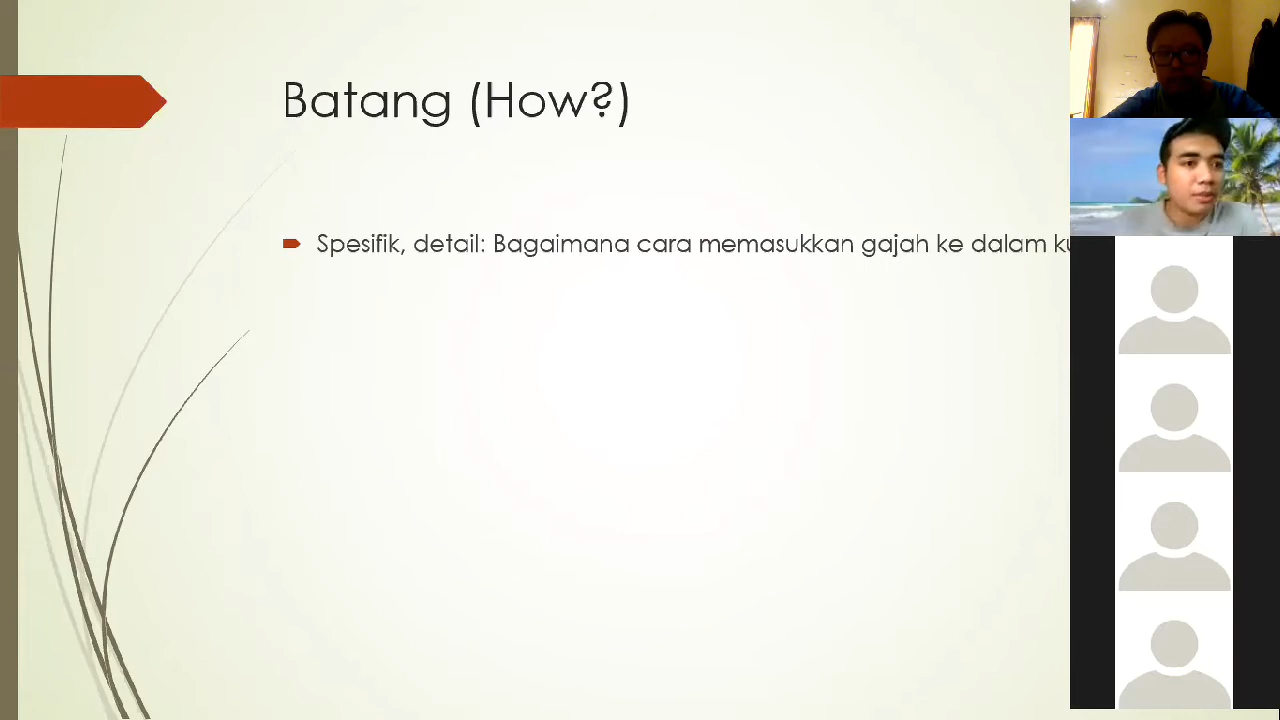 Batang (How?)
Spesifik, detail: Bagaimana cara memasukkan gajah ke dalam